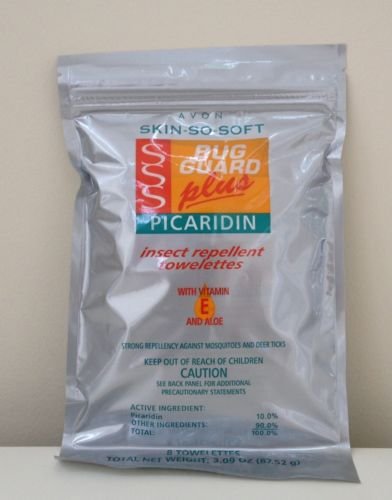 AVON
SKIN-SO-SOFT
SSS
BUG
GUARD
plus
PICARIDIN
insect repellent
towelettes
WITH VITAMIN
E
AND ALOE
STRONG REPELLENCY AGAINST MOSQUITOES AND DEER TICKS
KEEP OUT OF REACH OF CHILDREN
CAUTION
SEE BACK PANEL FOR ADDITIONAL
PRECAUTIONARY STATEMENTS
ACTIVE INGREDIENT:
Picaridin 10.0%
OTHER INGREDIENTS: 90.0%
TOTAL: 100.0%
8 TOWELETTES
TOTAL NET WEIGHT: 3.09 OZ (87.52 g)